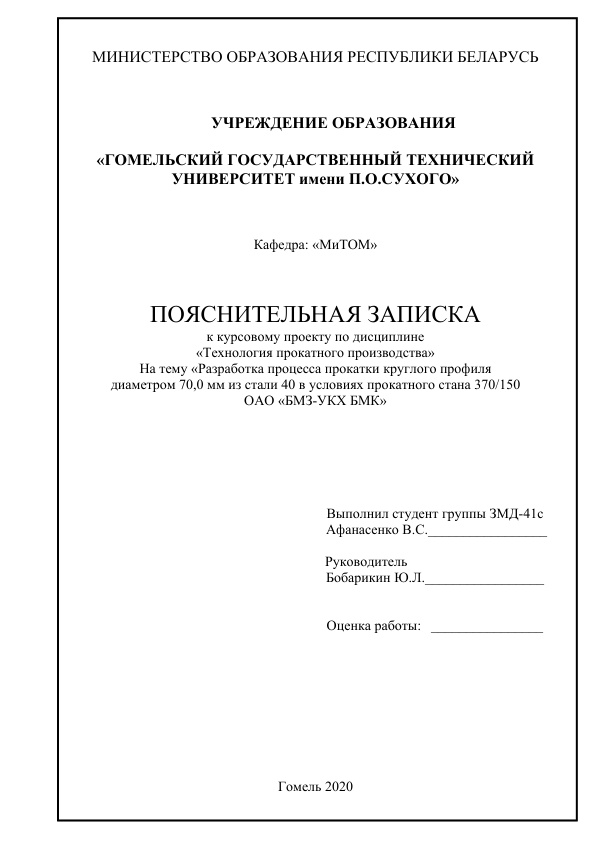 МИНИСТЕРСТВО ОБРАЗОВАНИЯ РЕСПУБЛИКИ БЕЛАРУСЬ
УЧРЕЖДЕНИЕ ОБРАЗОВАНИЯ
«ГОМЕЛЬСКИЙ ГОСУДАРСТВЕННЫЙ ТЕХНИЧЕСКИЙ
УНИВЕРСИТЕТ имени П.О.СУХОГО»
Кафедра: «МиТОМ»
ПОЯСНИТЕЛЬНАЯ ЗАПИСКА
к курсовому проекту по дисциплине
«Технология прокатного производства»
На тему «Разработка процесса прокатки круглого профиля
диаметром 70,0 мм из стали 40 в условиях прокатного стана 370/150
ОАО «БМЗ-УКХ БМК»
Выполнил студент группы ЗМД-41с
Афанасенко В.С._________________
Руководитель
Бобарикин Ю.Л._________________
Оценка работы: ________________
Гомель 2020